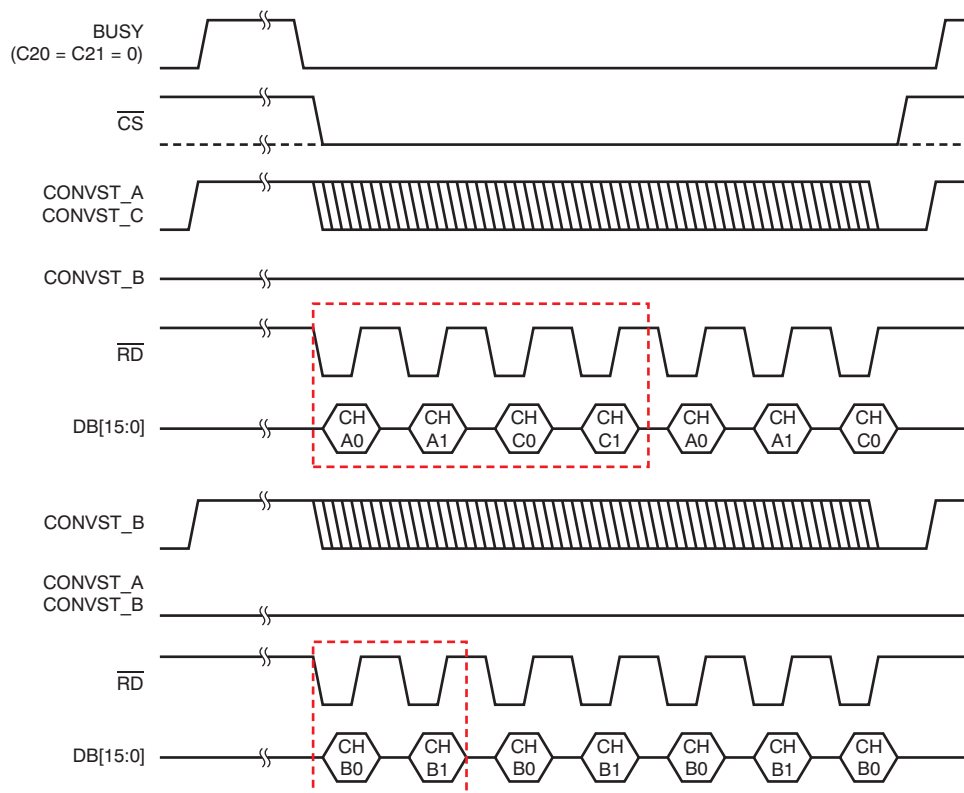 BUSY
(C20 = C21 = 0)
CS
CONVST_A
CONVST_C
CONVST_B
RD
DB[15:0]
CH A0
CH A1
CH C0
CH C1
CH A0
CH A1
CH C0
CONVST_B
CONVST_A
CONVST_B
RD
DB[15:0]
CH B0
CH B1
CH B0
CH B1
CH B0
CH B1
CH B0